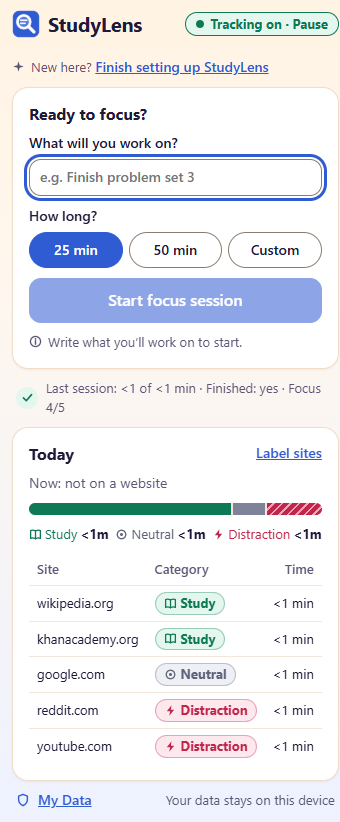 StudyLens
Tracking on · Pause
New here? Finish setting up StudyLens
Ready to focus?
What will you work on?
e.g. Finish problem set 3
How long?
25 min
50 min
Custom
Start focus session
Write what you'll work on to start.
Last session: <1 of <1 min · Finished: yes · Focus
4/5
Today
Label sites
Now: not on a website
Study <1m Neutral <1m Distraction <1m
Site Category Time
wikipedia.org Study <1 min
khanacademy.org Study <1 min
google.com Neutral <1 min
reddit.com Distraction <1 min
youtube.com Distraction <1 min
My Data
Your data stays on this device